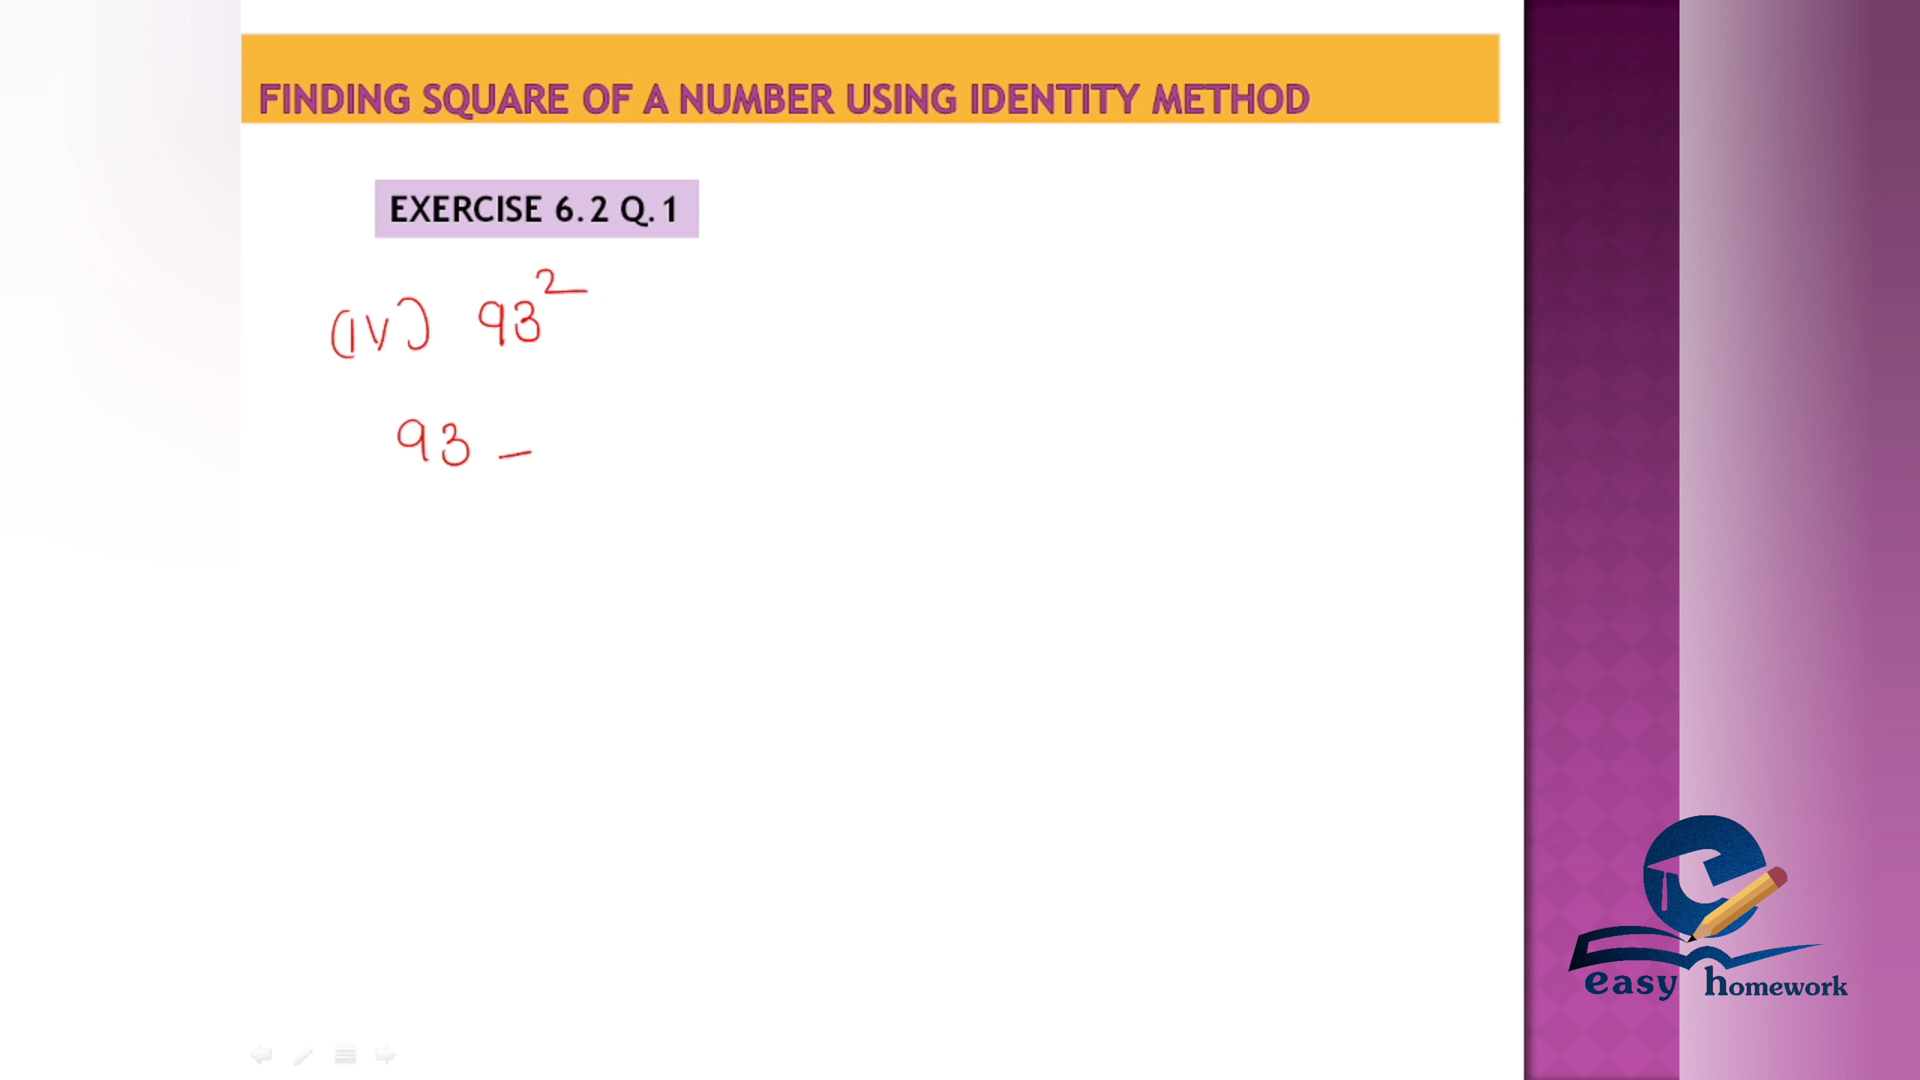 FINDING SQUARE OF A NUMBER USING IDENTITY METHOD
EXERCISE 6.2 Q.1
(iv) 93²
93 –
easy homework